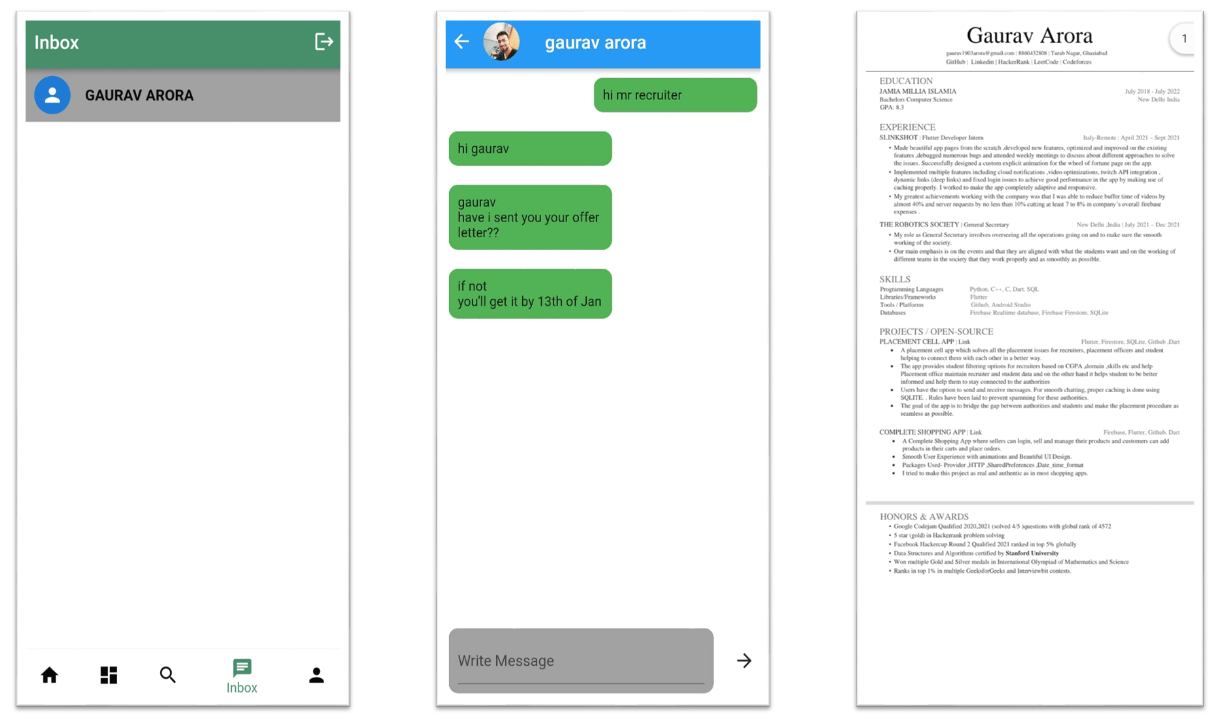 Inbox
GAURAV ARORA
Inbox
gaurav arora
hi mr recruiter
hi gaurav
gaurav
have i sent you your offer
letter??
if not
you'll get it by 13th of Jan
Write Message
1
Gaurav Arora
gaurav1903arora@gmail.com | 8860432808 | Turab Nagar, Ghaziabad
GitHub | Linkedin | HackerRank | LeetCode | Codeforces
EDUCATION
JAMIA MILLIA ISLAMIA July 2018 - July 2022
Bachelors Computer Science New Delhi India
GPA: 8.3
EXPERIENCE
SLINKSHOT | Flutter Developer Intern Italy-Remote | April 2021 – Sept 2021
• Made beautiful app pages from the scratch ,developed new features, optimized and improved on the existing
features ,debugged numerous bugs and attended weekly meetings to discuss about different approaches to solve
the issues. Successfully designed a custom explicit animation for the wheel of fortune page on the app.
• Implemented multiple features including cloud notifications ,video optimizations, twitch API integration ,
dynamic links (deep links) and fixed login issues to achieve good performance in the app by making use of
caching properly. I worked to make the app completely adaptive and responsive.
• My greatest achievements working with the company was that I was able to reduce buffer time of videos by
almost 40% and server requests by no less than 10% cutting at least 7 to 8% in company's overall firebase
expenses .
THE ROBOTICS SOCIETY | General Secretary New Delhi ,India | July 2021 – Dec 2021
• My role as General Secretary involves overseeing all the operations going on and to make sure the smooth
working of the society.
• Our main emphasis is on the events and that they are aligned with what the students want and on the working of
different teams in the society that they work properly and as smoothly as possible.
SKILLS
Programming Languages Python, C++, C, Dart, SQL
Libraries/Frameworks Flutter
Tools / Platforms Github, Android Studio
Databases Firebase Realtime database, Firebase Firestore, SQLite
PROJECTS / OPEN-SOURCE
PLACEMENT CELL APP | Link Flutter, Firestore, SQLite, Github ,Dart
• A placement cell app which solves all the placement issues for recruiters, placement officers and student
helping to connect them with each other in a better way.
• The app provides student filtering options for recruiters based on CGPA ,domain ,skills etc and help
Placement office maintain recruiter and student data and on the other hand it helps student to be better
informed and help them to stay connected to the authorities
• Users have the option to send and receive messages. For smooth chatting, proper caching is done using
SQLITE. . Rules have been laid to prevent spamming for these authorities.
• The goal of the app is to bridge the gap between authorities and students and make the placement procedure as
seamless as possible.
COMPLETE SHOPPING APP | Link Firebase, Flutter, Github, Dart
• A Complete Shopping App where sellers can login, sell and manage their products and customers can add
products in their carts and place orders.
• Smooth User Experience with animations and Beautiful UI Design.
• Packages Used- Providor ,HTTP ,SharedPreferences ,Date_time_format
• I tried to make this project as real and authentic as in most shopping apps.
HONORS & AWARDS
• Google Codejam Qualified 2020,2021 (solved 4/5 )questions with global rank of 4572
• 5 star (gold) in Hackerrank problem solving
• Facebook Hackercup Round 2 Qualified 2021 ranked in top 5% globally
• Data Structures and Algorithms certified by Stanford University
• Won multiple Gold and Silver medals in International Olympiad of Mathematics and Science
• Ranks in top 1% in multiple GeeksforGeeks and Interviewbit contests.